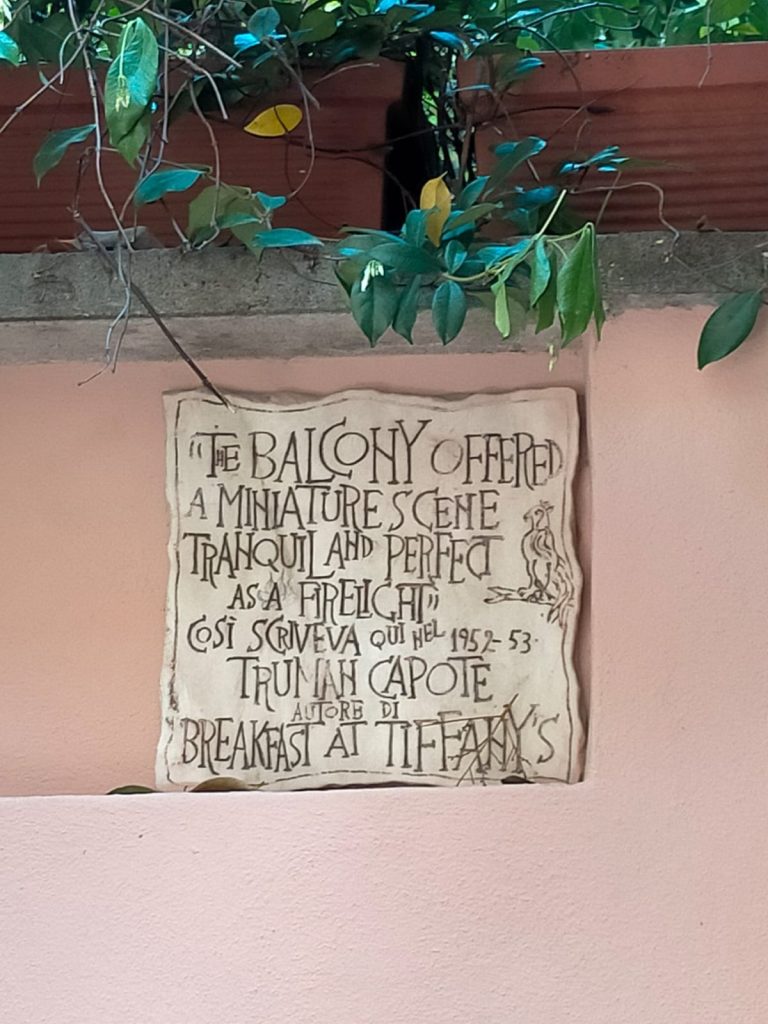 "THE BALCONY OFFERED
A MINIATURE SCENE
TRANQUIL AND PERFECT
AS A FIRELIGHT"
COSÌ SCRIVEVA QUI NEL 1952-53
TRUMAN CAPOTE
AUTORE DI
BREAKFAST AT TIFFANY'S